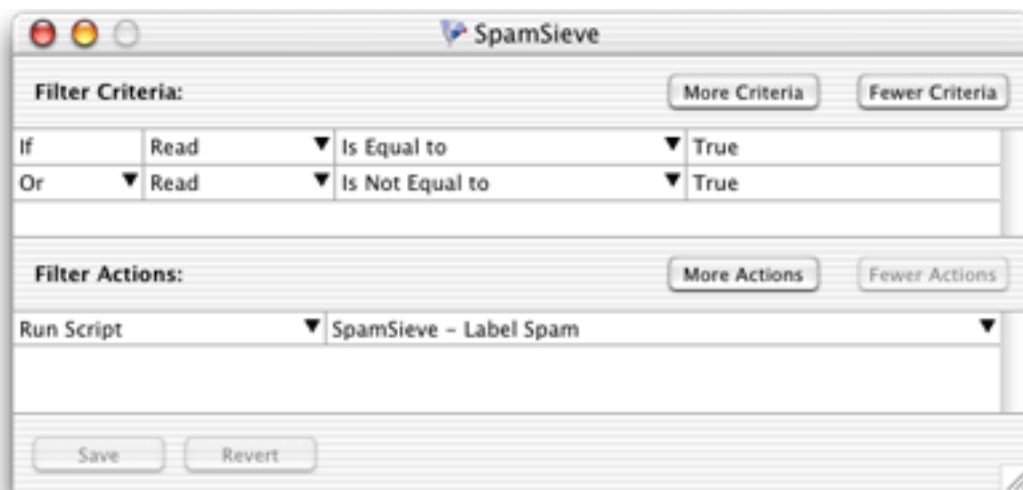 SpamSieve
Filter Criteria: More Criteria Fewer Criteria
If Read Is Equal to True
Or Read Is Not Equal to True
Filter Actions: More Actions Fewer Actions
Run Script SpamSieve – Label Spam
Save Revert